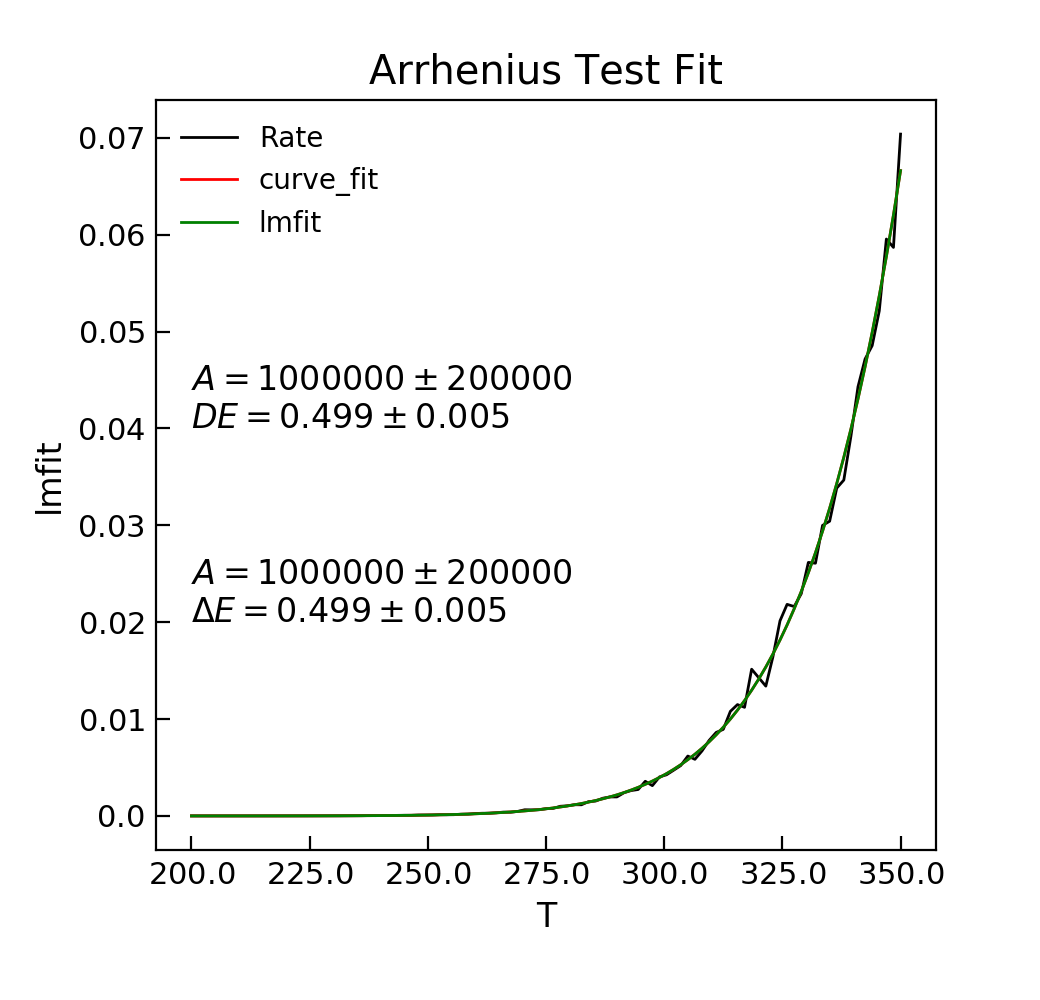 Arrhenius Test Fit
Rate
curve_fit
lmfit
0.07
0.06
0.05
0.04
0.03
0.02
0.01
0.0
lmfit
A = 1000000 ± 200000
DE = 0.499 ± 0.005
A = 1000000 ± 200000
ΔE = 0.499 ± 0.005
200.0 225.0 250.0 275.0 300.0 325.0 350.0
T